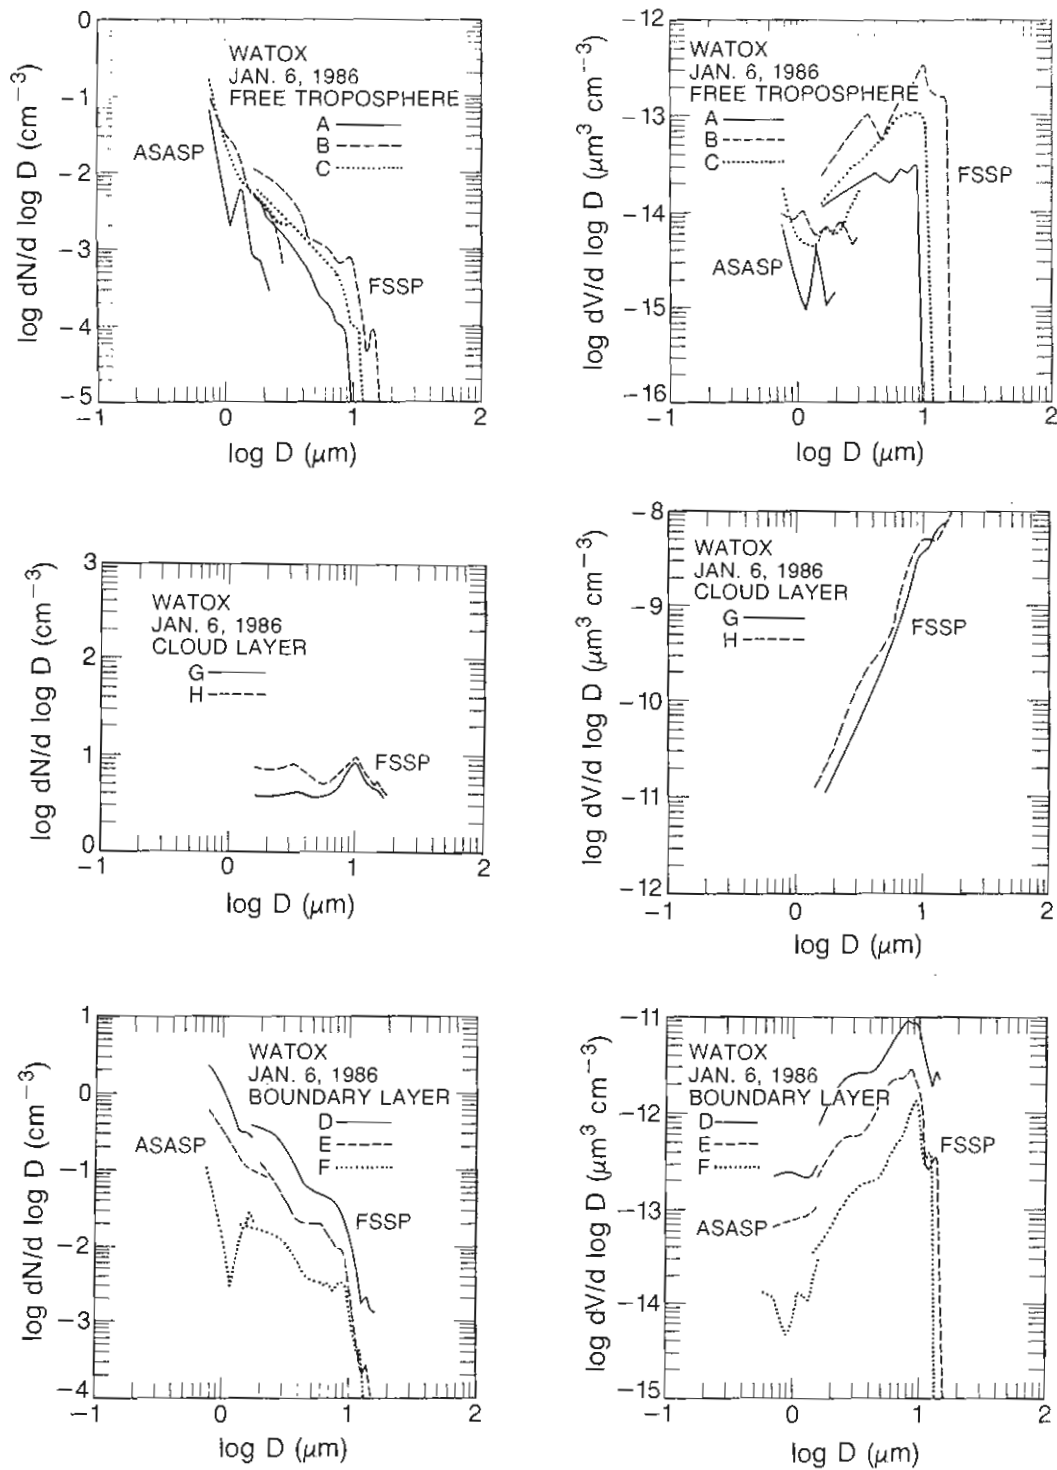 WATOX
JAN. 6, 1986
FREE TROPOSPHERE
A
B
C
ASASP
FSSP
0
−1
−2
−3
−4
−5
−1
0
1
2
log dN/d log D (cm−3)
log D (μm)
WATOX
JAN. 6, 1986
FREE TROPOSPHERE
A
B
C
FSSP
ASASP
−12
−13
−14
−15
−16
−1
0
1
2
log dV/d log D (μm3 cm−3)
log D (μm)
WATOX
JAN. 6, 1986
CLOUD LAYER
G
H
FSSP
3
2
1
0
−1
0
1
2
log dN/d log D (cm−3)
log D (μm)
WATOX
JAN. 6, 1986
CLOUD LAYER
G
H
FSSP
−8
−9
−10
−11
−12
−1
0
1
2
log dV/d log D (μm3 cm−3)
log D (μm)
WATOX
JAN. 6, 1986
BOUNDARY LAYER
D
E
F
ASASP
FSSP
1
0
−1
−2
−3
−4
−1
0
1
2
log dN/d log D (cm−3)
log D (μm)
WATOX
JAN. 6, 1986
BOUNDARY LAYER
D
E
F
FSSP
ASASP
−11
−12
−13
−14
−15
−1
0
1
2
log dV/d log D (μm3 cm−3)
log D (μm)